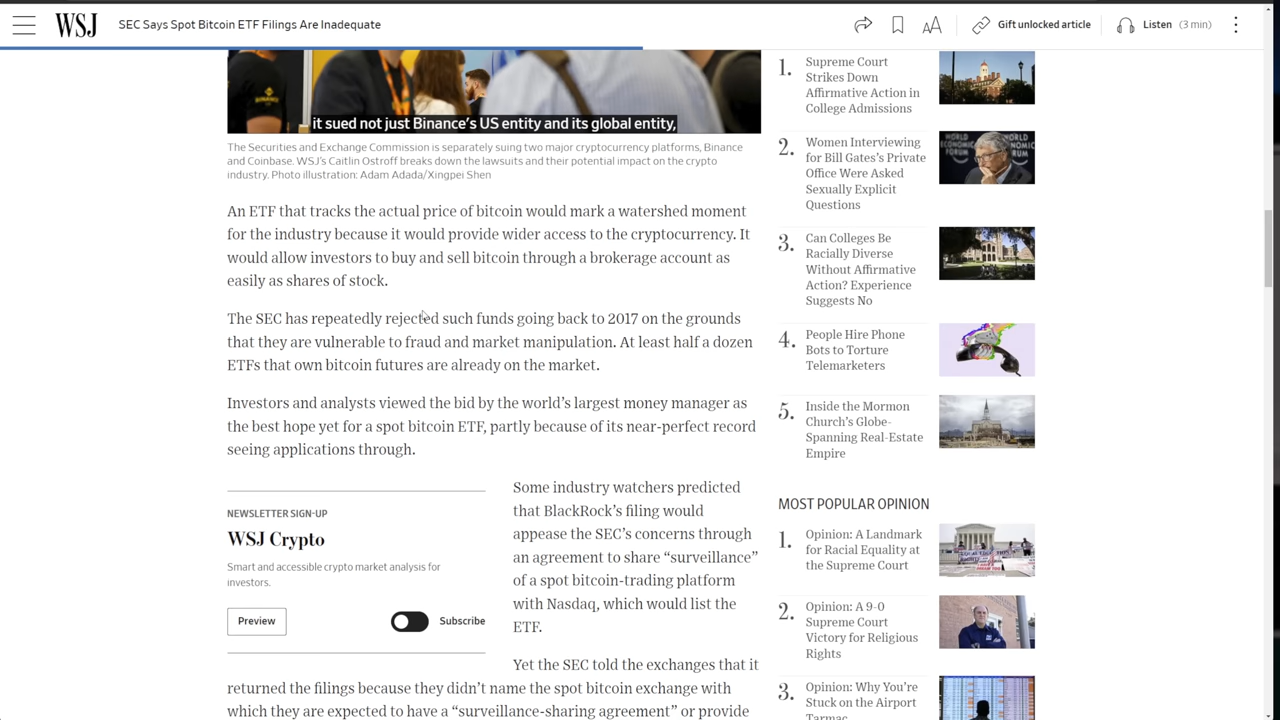 WSJ
SEC Says Spot Bitcoin ETF Filings Are Inadequate
AA
Gift unlocked article
Listen (3 min)
it sued not just Binance's US entity and its global entity,
The Securities and Exchange Commission is separately suing two major cryptocurrency platforms, Binance
and Coinbase. WSJ's Caitlin Ostroff breaks down the lawsuits and their potential impact on the crypto
industry. Photo illustration: Adam Adada/Xingpei Shen
An ETF that tracks the actual price of bitcoin would mark a watershed moment
for the industry because it would provide wider access to the cryptocurrency. It
would allow investors to buy and sell bitcoin through a brokerage account as
easily as shares of stock.
The SEC has repeatedly rejected such funds going back to 2017 on the grounds
that they are vulnerable to fraud and market manipulation. At least half a dozen
ETFs that own bitcoin futures are already on the market.
Investors and analysts viewed the bid by the world's largest money manager as
the best hope yet for a spot bitcoin ETF, partly because of its near-perfect record
seeing applications through.
NEWSLETTER SIGN-UP
WSJ Crypto
Smart and accessible crypto market analysis for
investors.
Preview
Subscribe
Some industry watchers predicted
that BlackRock's filing would
appease the SEC's concerns through
an agreement to share “surveillance”
of a spot bitcoin-trading platform
with Nasdaq, which would list the
ETF.
Yet the SEC told the exchanges that it
returned the filings because they didn't name the spot bitcoin exchange with
which they are expected to have a “surveillance-sharing agreement” or provide
1.
Supreme Court
Strikes Down
Affirmative Action in
College Admissions
2.
Women Interviewing
for Bill Gates's Private
Office Were Asked
Sexually Explicit
Questions
3.
Can Colleges Be
Racially Diverse
Without Affirmative
Action? Experience
Suggests No
4.
People Hire Phone
Bots to Torture
Telemarketers
5.
Inside the Mormon
Church's Globe-
Spanning Real-Estate
Empire
MOST POPULAR OPINION
1.
Opinion: A Landmark
for Racial Equality at
the Supreme Court
2.
Opinion: A 9-0
Supreme Court
Victory for Religious
Rights
3.
Opinion: Why You're
Stuck on the Airport
Tarmac